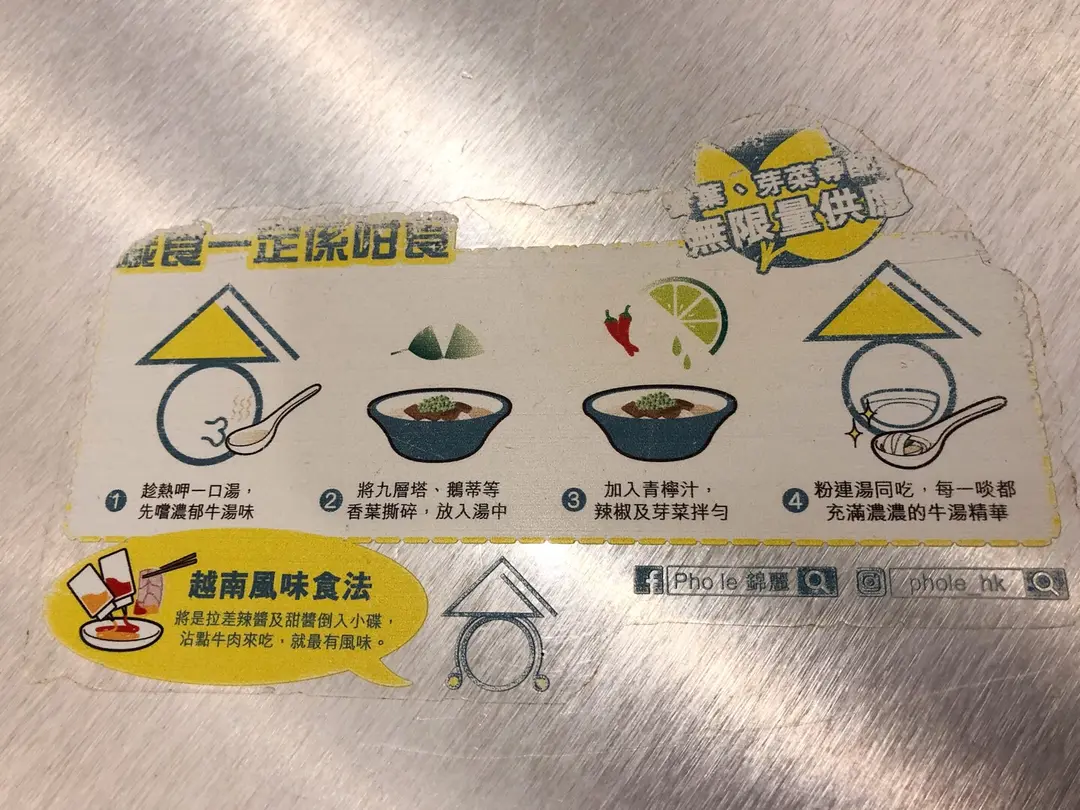 食一定係咁食
、芽菜等
無限量供應
1 趁熱呷一口湯，
先嚐濃郁牛湯味
2 將九層塔、鵝蒂等
香葉撕碎，放入湯中
3 加入青檸汁，
辣椒及芽菜拌勻
4 粉連湯同吃，每一啖都
充滿濃濃的牛湯精華
越南風味食法
將是拉差辣醬及甜醬倒入小碟，
沾點牛肉來吃，就最有風味。
Pho le 錦麗
phole_hk